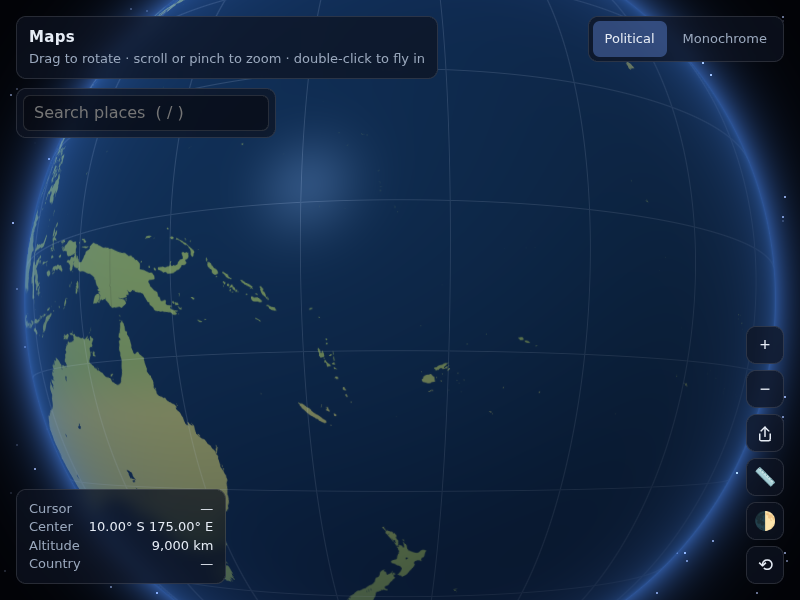 Maps
Drag to rotate · scroll or pinch to zoom · double-click to fly in
Political Monochrome
Search places ( / )
+
−
Cursor —
Center 10.00° S 175.00° E
Altitude 9,000 km
Country —